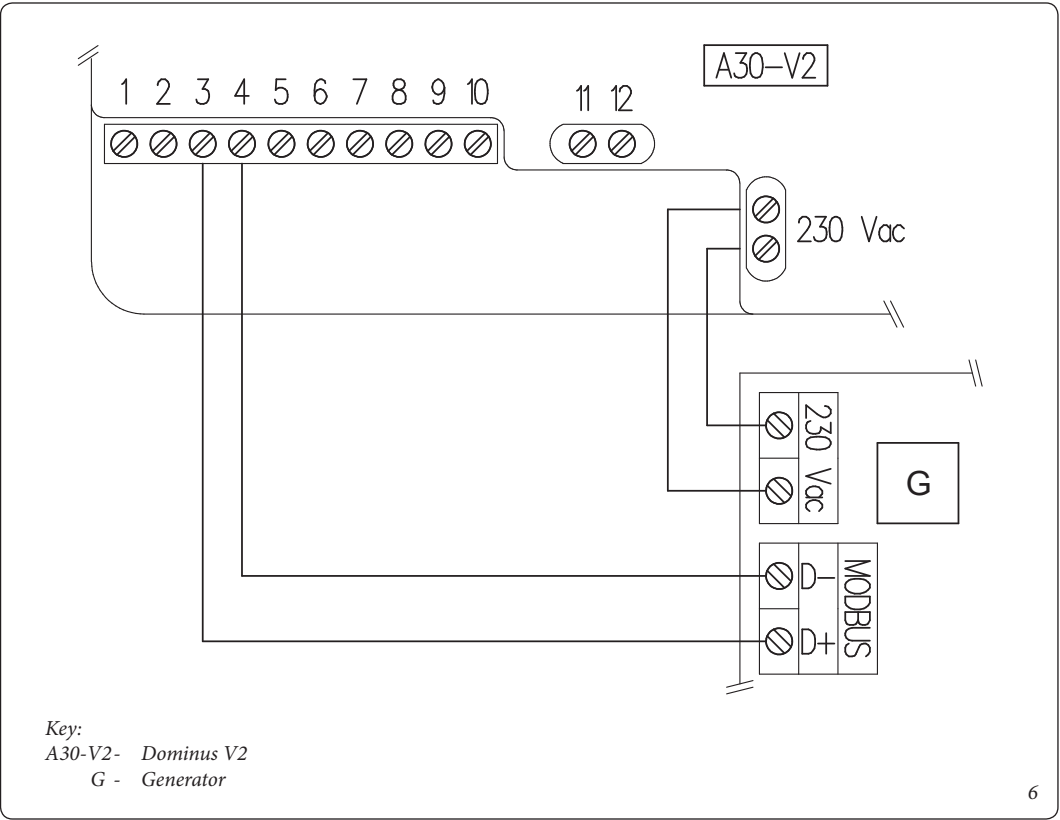 A30-V2
1 2 3 4 5 6 7 8 9 10 11 12
230 Vac
230 Vac
G
D-
D+
MODBUS
Key:
A30-V2- Dominus V2
G - Generator
6